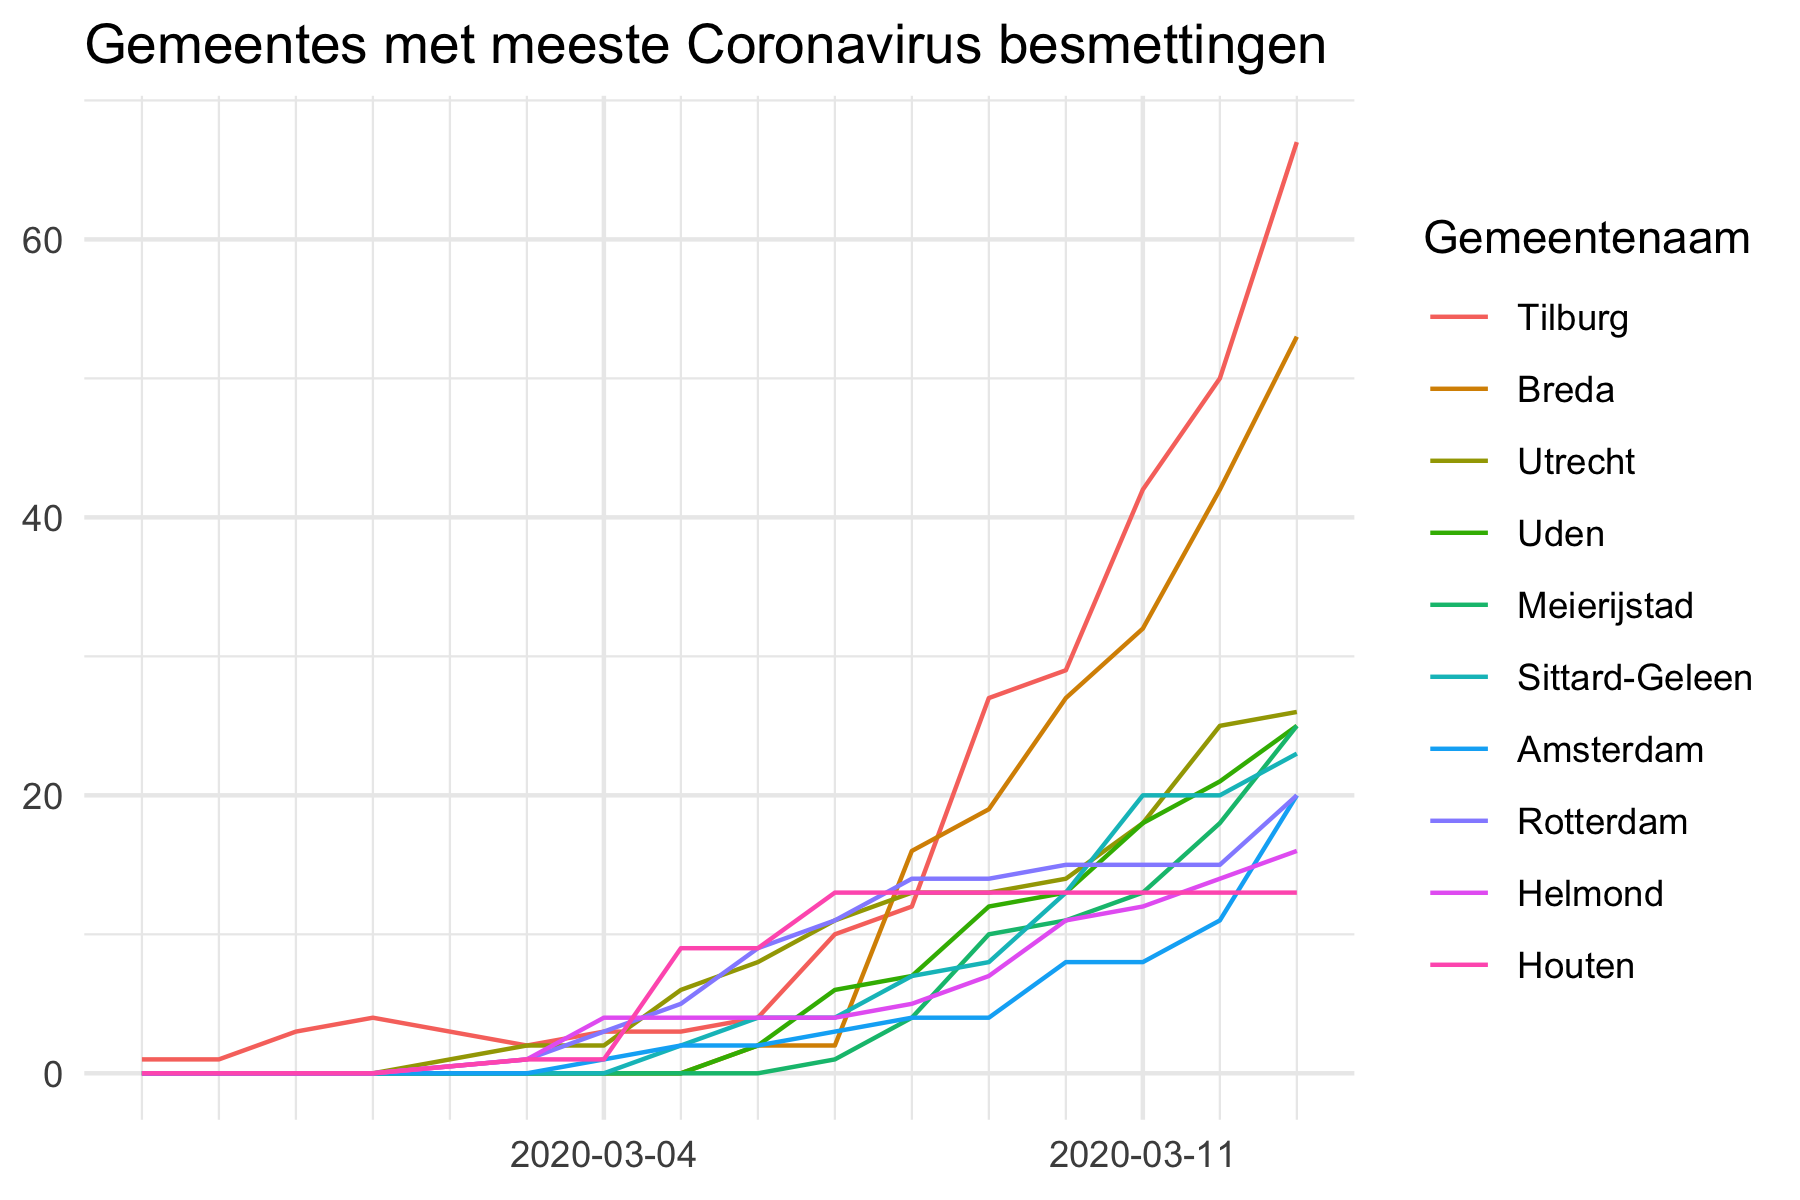 Gemeentes met meeste Coronavirus besmettingen
60
40
20
0
2020-03-04
2020-03-11
Gemeentenaam
Tilburg
Breda
Utrecht
Uden
Meierijstad
Sittard-Geleen
Amsterdam
Rotterdam
Helmond
Houten